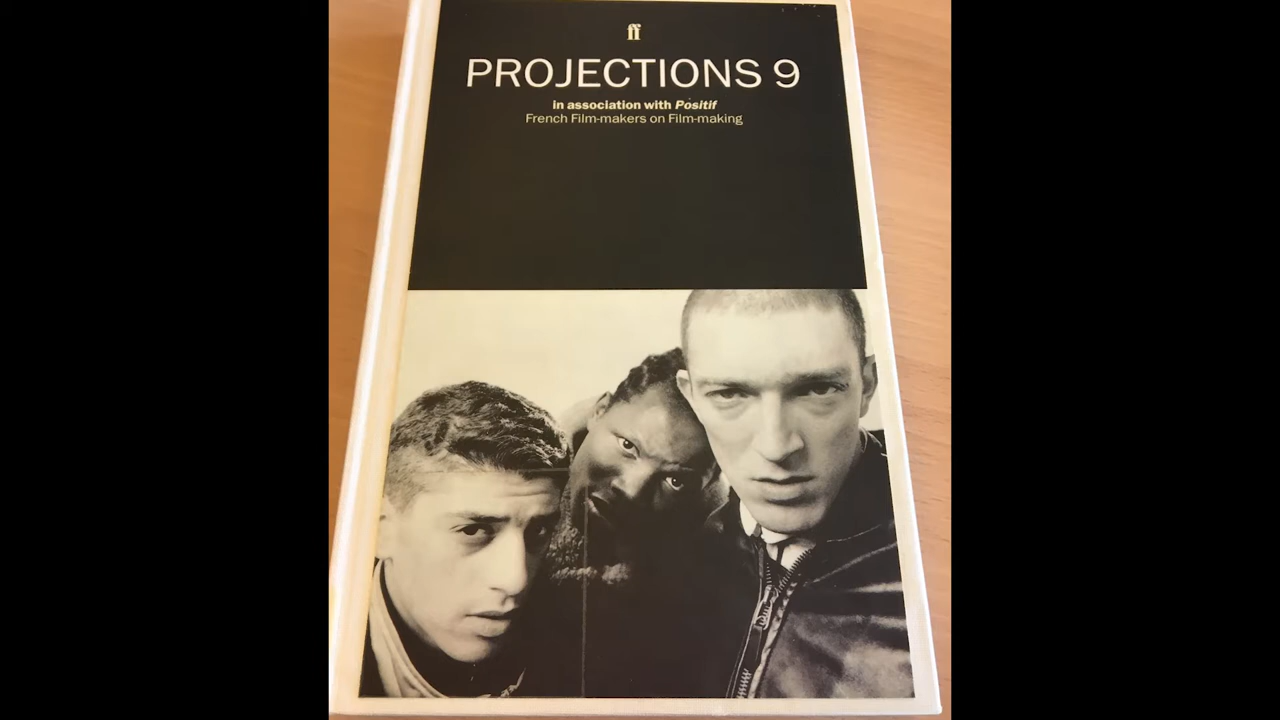 ff
PROJECTIONS 9
in association with Positif
French Film-makers on Film-making